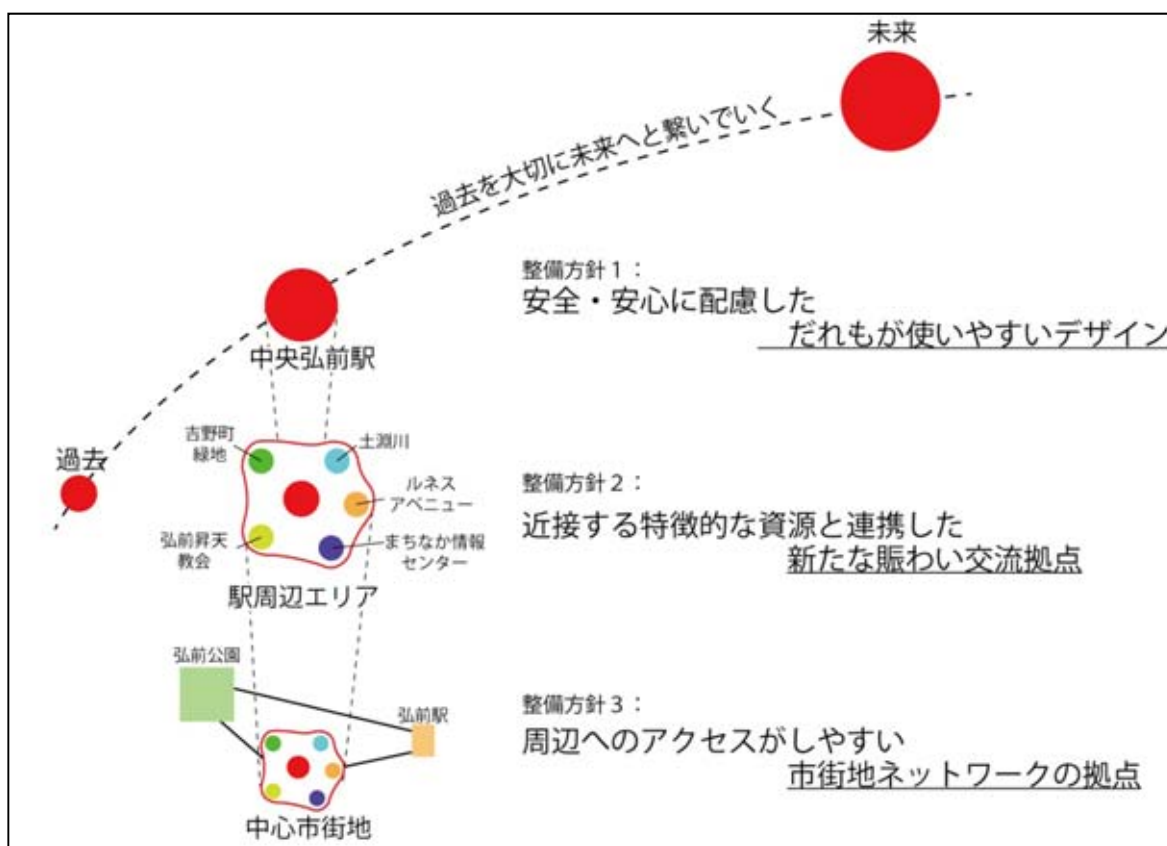 未来
過去を大切に未来へと繋いでいく
整備方針1：
安全・安心に配慮した
だれもが使いやすいデザイン
中央弘前駅
過去
吉野町
緑地
土淵川
ルネス
アベニュー
弘前昇天
教会
まちなか情報
センター
駅周辺エリア
整備方針2：
近接する特徴的な資源と連携した
新たな賑わい交流拠点
弘前公園
弘前駅
中心市街地
整備方針3：
周辺へのアクセスがしやすい
市街地ネットワークの拠点